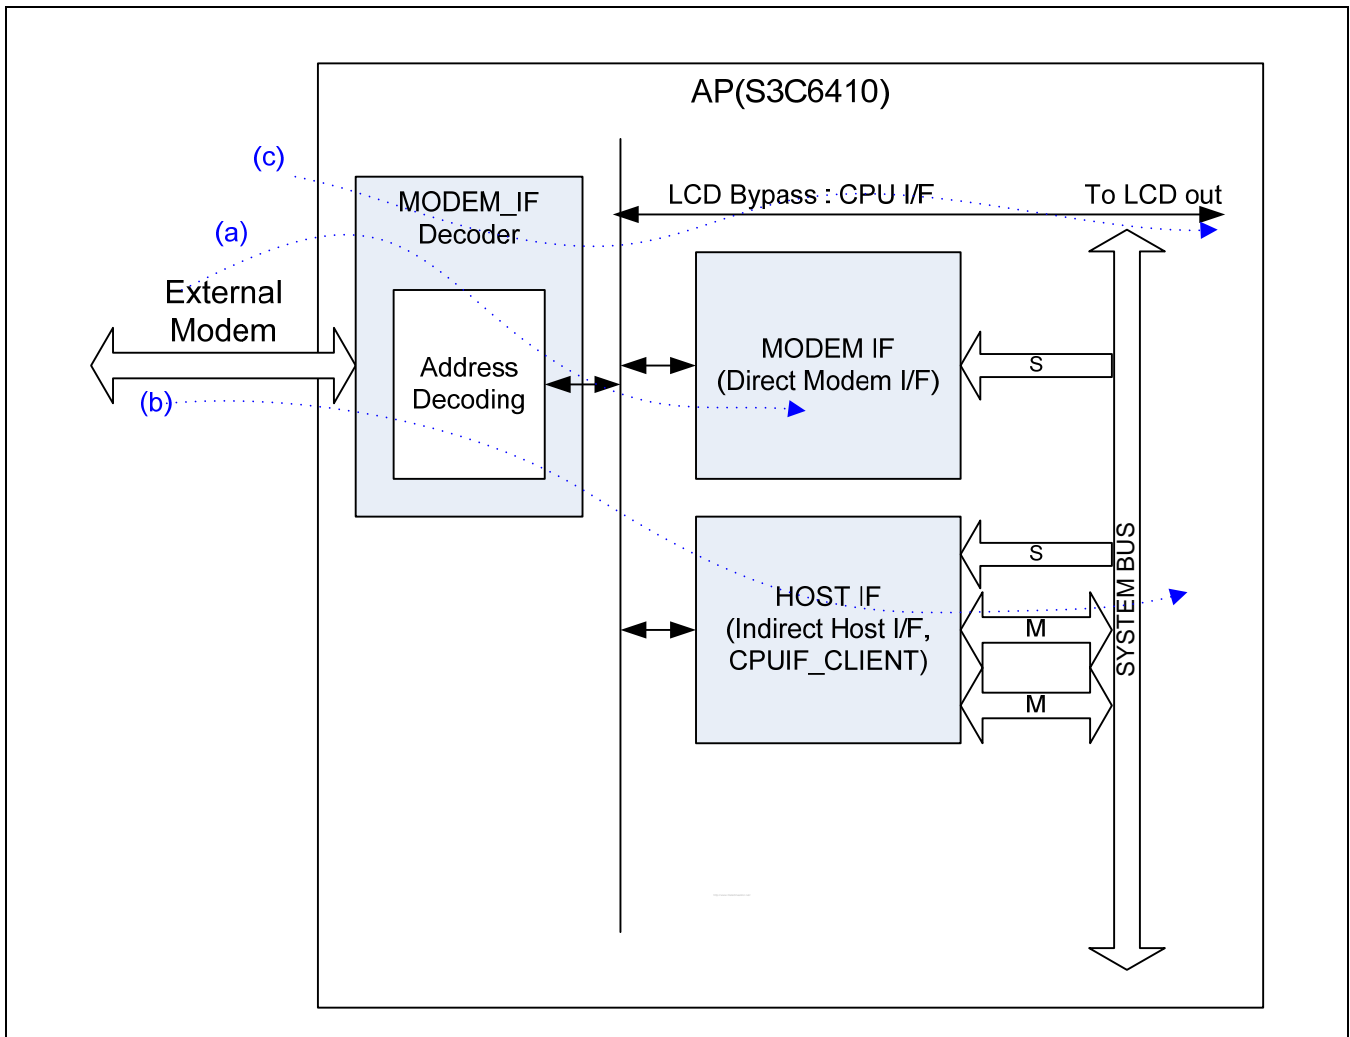 AP(S3C6410)
(c)
MODEM_IF
Decoder
LCD Bypass : CPU I/F
To LCD out
(a)
External
Modem
Address
Decoding
MODEM IF
(Direct Modem I/F)
S
(b)
S
HOST IF
(Indirect Host I/F,
CPUIF_CLIENT)
M
M
SYSTEM BUS